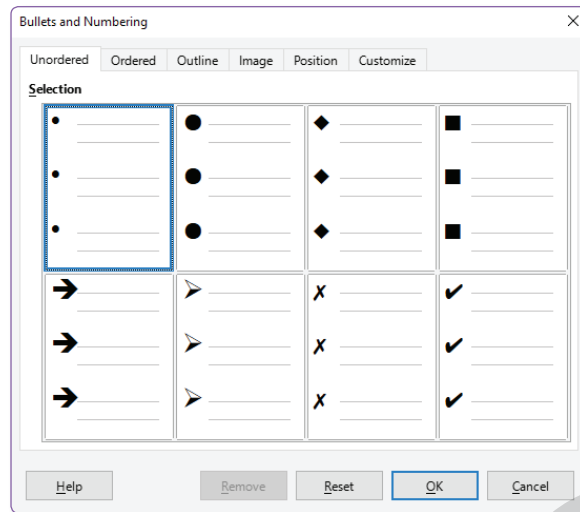 Bullets and Numbering
Unordered Ordered Outline Image Position Customize
Selection
Help Remove Reset OK Cancel